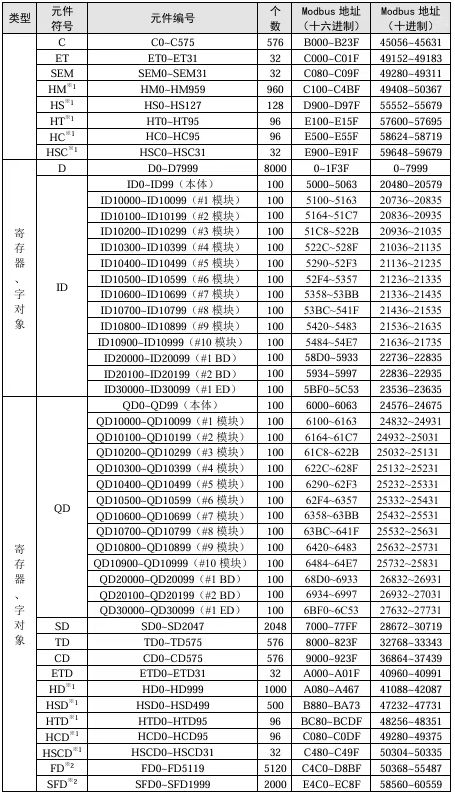 类型 元件符号 元件编号 个数 Modbus 地址（十六进制） Modbus 地址（十进制）
C C0~C575 576 B000~B23F 45056~45631
ET ET0~ET31 32 C000~C01F 49152~49183
SEM SEM0~SEM31 32 C080~C09F 49280~49311
HM※1 HM0~HM959 960 C100~C4BF 49408~50367
HS※1 HS0~HS127 128 D900~D97F 55552~55679
HT※1 HT0~HT95 96 E100~E15F 57600~57695
HC※1 HC0~HC95 96 E500~E55F 58624~58719
HSC※1 HSC0~HSC31 32 E900~E91F 59648~59679
寄存器、字对象 D D0~D7999 8000 0~1F3F 0~7999
ID ID0~ID99（本体） 100 5000~5063 20480~20579
ID10000~ID10099（#1 模块） 100 5100~5163 20736~20835
ID10100~ID10199（#2 模块） 100 5164~51C7 20836~20935
ID10200~ID10299（#3 模块） 100 51C8~522B 20936~21035
ID10300~ID10399（#4 模块） 100 522C~528F 21036~21135
ID10400~ID10499（#5 模块） 100 5290~52F3 21136~21235
ID10500~ID10599（#6 模块） 100 52F4~5357 21236~21335
ID10600~ID10699（#7 模块） 100 5358~53BB 21336~21435
ID10700~ID10799（#8 模块） 100 53BC~541F 21436~21535
ID10800~ID10899（#9 模块） 100 5420~5483 21536~21635
ID10900~ID10999（#10 模块） 100 5484~54E7 21636~21735
ID20000~ID20099（#1 BD） 100 58D0~5933 22736~22835
ID20100~ID20199（#2 BD） 100 5934~5997 22836~22935
ID30000~ID30099（#1 ED） 100 5BF0~5C53 23536~23635
寄存器、字对象 QD QD0~QD99（本体） 100 6000~6063 24576~24675
QD10000~QD10099（#1 模块） 100 6100~6163 24832~24931
QD10100~QD10199（#2 模块） 100 6164~61C7 24932~25031
QD10200~QD10299（#3 模块） 100 61C8~622B 25032~25131
QD10300~QD10399（#4 模块） 100 622C~628F 25132~25231
QD10400~QD10499（#5 模块） 100 6290~62F3 25232~25331
QD10500~QD10599（#6 模块） 100 62F4~6357 25332~25431
QD10600~QD10699（#7 模块） 100 6358~63BB 25432~25531
QD10700~QD10799（#8 模块） 100 63BC~641F 25532~25631
QD10800~QD10899（#9 模块） 100 6420~6483 25632~25731
QD10900~QD10999（#10 模块） 100 6484~64E7 25732~25831
QD20000~QD20099（#1 BD） 100 68D0~6933 26832~26931
QD20100~QD20199（#2 BD） 100 6934~6997 26932~27031
QD30000~QD30099（#1 ED） 100 6BF0~6C53 27632~27731
SD SD0~SD2047 2048 7000~77FF 28672~30719
TD TD0~TD575 576 8000~823F 32768~33343
CD CD0~CD575 576 9000~923F 36864~37439
ETD ETD0~ETD31 32 A000~A01F 40960~40991
HD※1 HD0~HD999 1000 A080~A467 41088~42087
HSD※1 HSD0~HSD499 500 B880~BA73 47232~47731
HTD※1 HTD0~HTD95 96 BC80~BCDF 48256~48351
HCD※1 HCD0~HCD95 96 C080~C0DF 49280~49375
HSCD※1 HSCD0~HSCD31 32 C480~C49F 50304~50335
FD※2 FD0~FD5119 5120 C4C0~D8BF 50368~55487
SFD※2 SFD0~SFD1999 2000 E4C0~EC8F 58560~60559